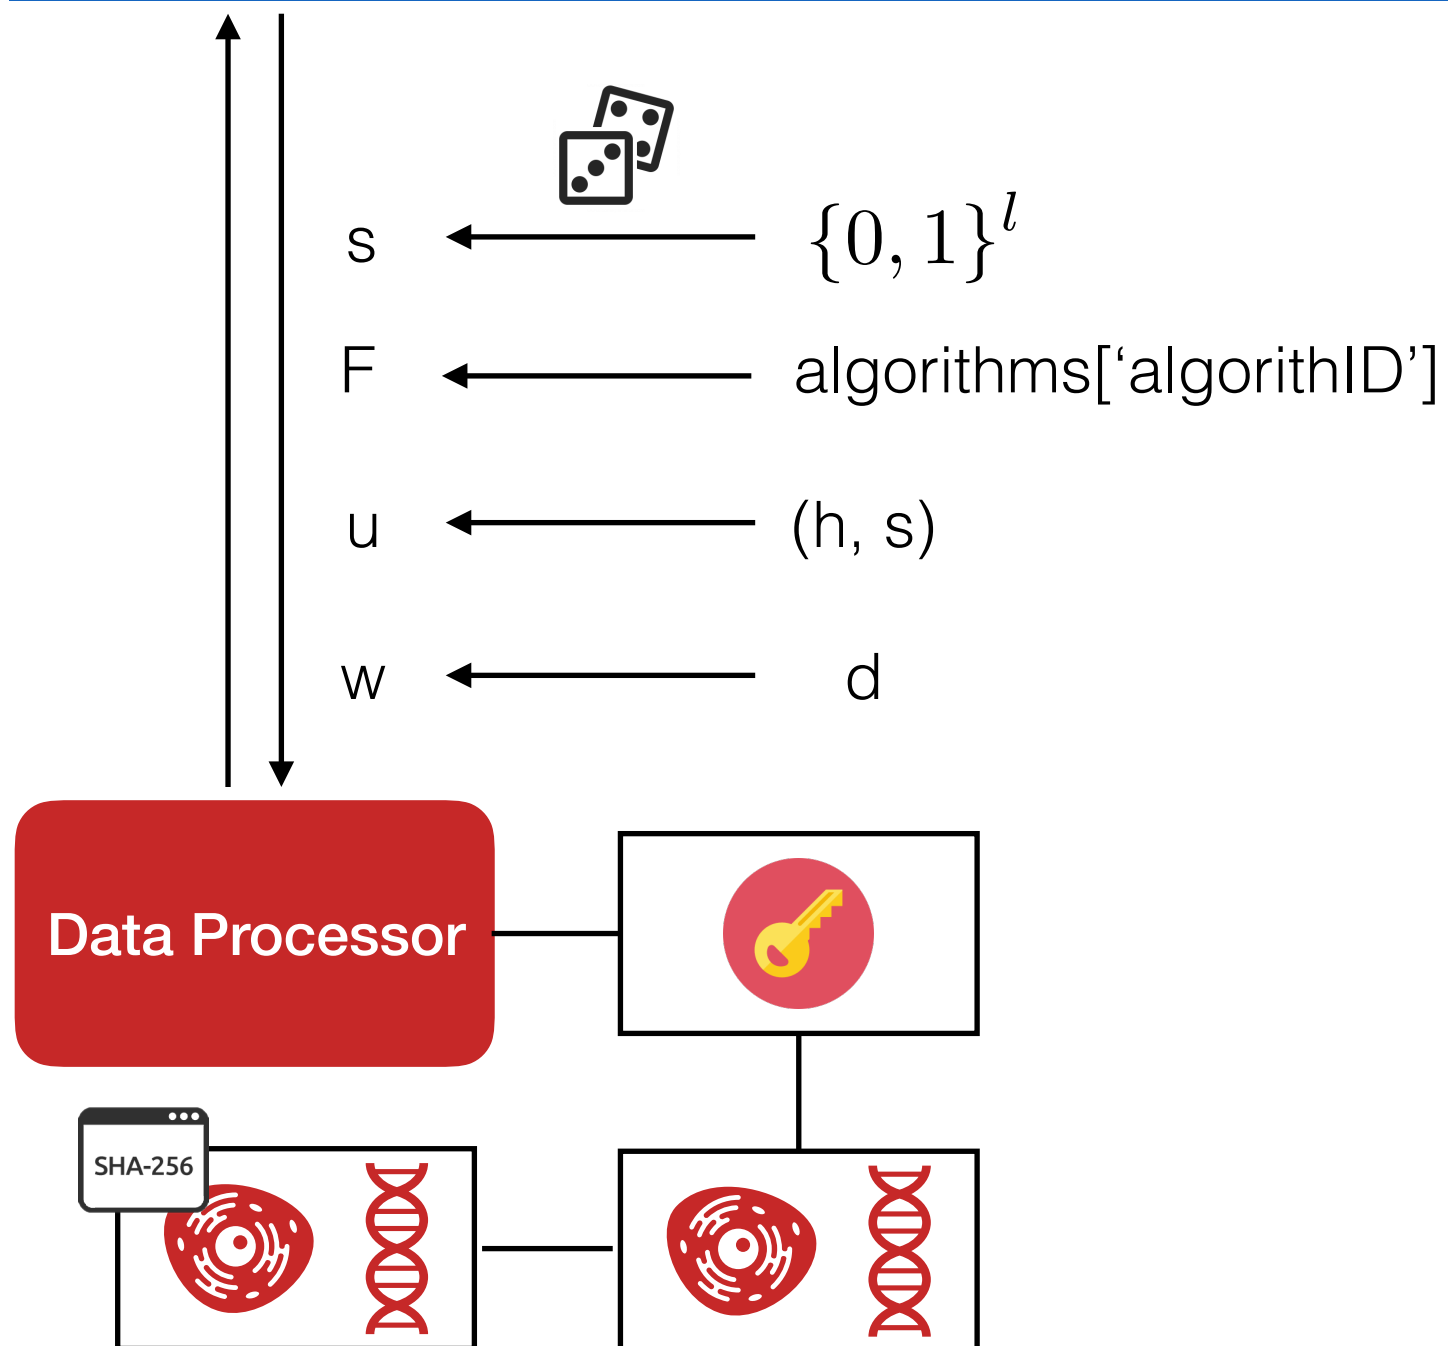 s {0, 1}^l
F algorithms[‘algorithID’]
u (h, s)
w d
Data Processor
SHA-256